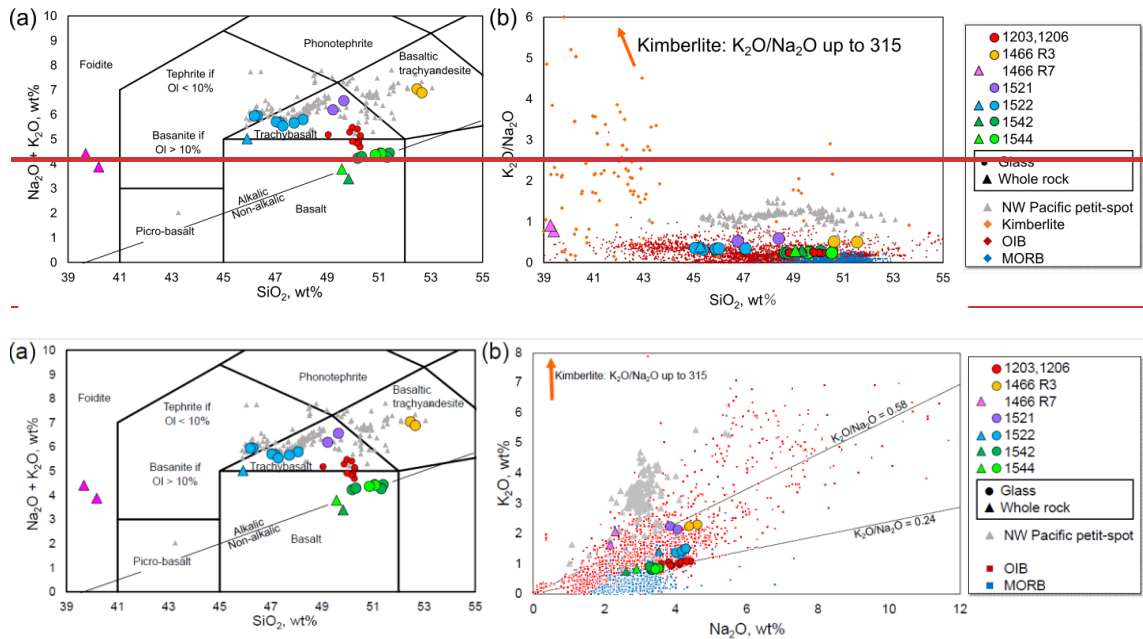 (a)
10
9
8
7
6
5
4
3
2
1
0
Na₂O + K₂O, wt%
39
41
43
45
47
49
51
53
55
SiO₂, wt%
Foidite
Tephrite if
Ol < 10%
Phonotephrite
Basaltic
trachyandesite
Basanite if
Ol > 10%
Trachybasalt
Alkalic
Non-alkalic
Basalt
Picro-basalt
(b)
6
5
4
3
2
1
0
K₂O/Na₂O
39
41
43
45
47
49
51
53
55
SiO₂, wt%
Kimberlite: K₂O/Na₂O up to 315
1203,1206
1466 R3
1466 R7
1521
1522
1542
1544
Glass
Whole rock
NW Pacific petit-spot
Kimberlite
OIB
MORB
(a)
10
9
8
7
6
5
4
3
2
1
0
Na₂O + K₂O, wt%
39
41
43
45
47
49
51
53
55
SiO₂, wt%
Foidite
Tephrite if
Ol < 10%
Phonotephrite
Basaltic
trachyandesite
Basanite if
Ol > 10%
Trachybasalt
Alkalic
Non-alkalic
Basalt
Picro-basalt
(b)
8
7
6
5
4
3
2
1
0
K₂O, wt%
0
2
4
6
8
10
12
Na₂O, wt%
Kimberlite: K₂O/Na₂O up to 315
K₂O/Na₂O = 0.58
K₂O/Na₂O = 0.24
1203,1206
1466 R3
1466 R7
1521
1522
1542
1544
Glass
Whole rock
NW Pacific petit-spot
OIB
MORB